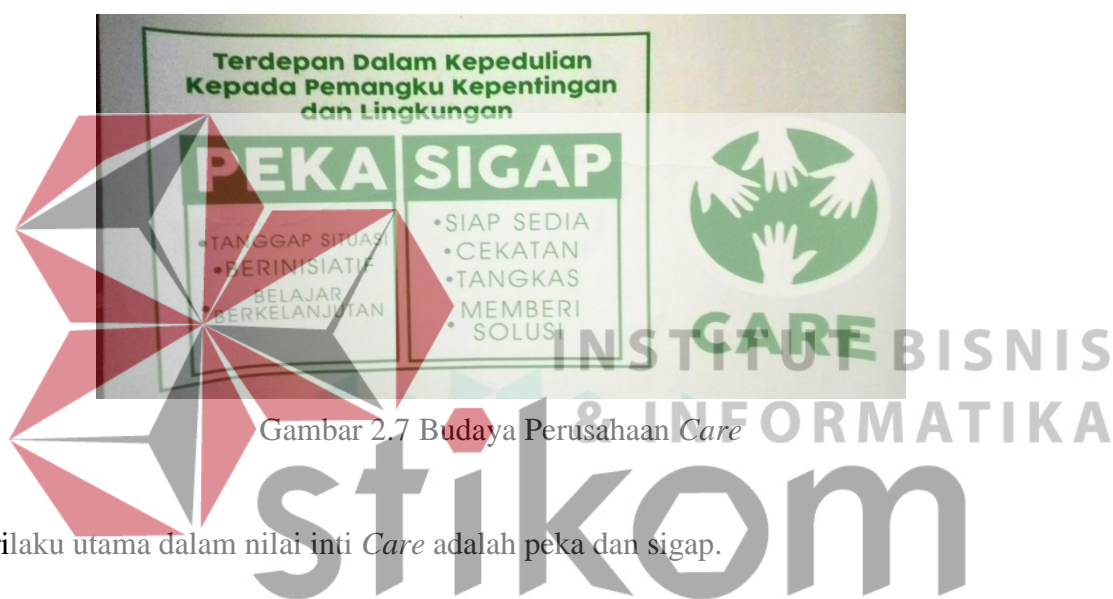 Terdepan Dalam Kepedulian
Kepada Pemangku Kepentingan
dan Lingkungan
PEKA
•TANGGAP SITUASI
•BERINISIATIF
BELAJAR
•BERKELANJUTAN
SIGAP
•SIAP SEDIA
•CEKATAN
•TANGKAS
•MEMBERI
SOLUSI
CARE
INSTITUT BISNIS
& INFORMATIKA
stikom
Gambar 2.7 Budaya Perusahaan Care
ilaku utama dalam nilai inti Care adalah peka dan sigap.